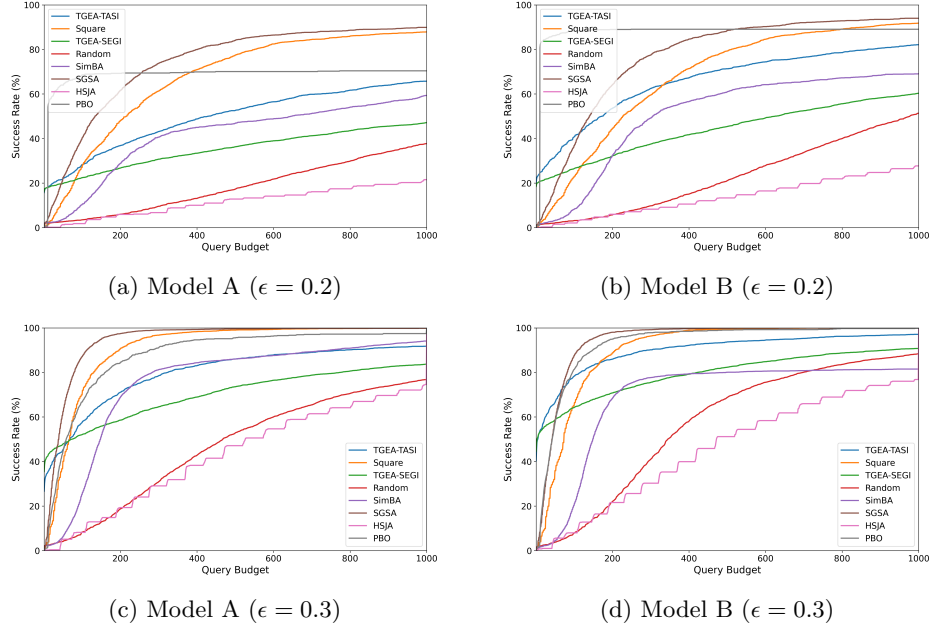 100
80
60
40
20
0
Success Rate (%)
TGEA-TASI
Square
TGEA-SEGI
Random
SimBA
SGSA
HSJA
PBO
200 400 600 800 1000
Query Budget
(a) Model A (ϵ = 0.2)
100
80
60
40
20
0
Success Rate (%)
TGEA-TASI
Square
TGEA-SEGI
Random
SimBA
SGSA
HSJA
PBO
200 400 600 800 1000
Query Budget
(b) Model B (ϵ = 0.2)
100
80
60
40
20
0
Success Rate (%)
TGEA-TASI
Square
TGEA-SEGI
Random
SimBA
SGSA
HSJA
PBO
200 400 600 800 1000
Query Budget
(c) Model A (ϵ = 0.3)
100
80
60
40
20
0
Success Rate (%)
TGEA-TASI
Square
TGEA-SEGI
Random
SimBA
SGSA
HSJA
PBO
200 400 600 800 1000
Query Budget
(d) Model B (ϵ = 0.3)